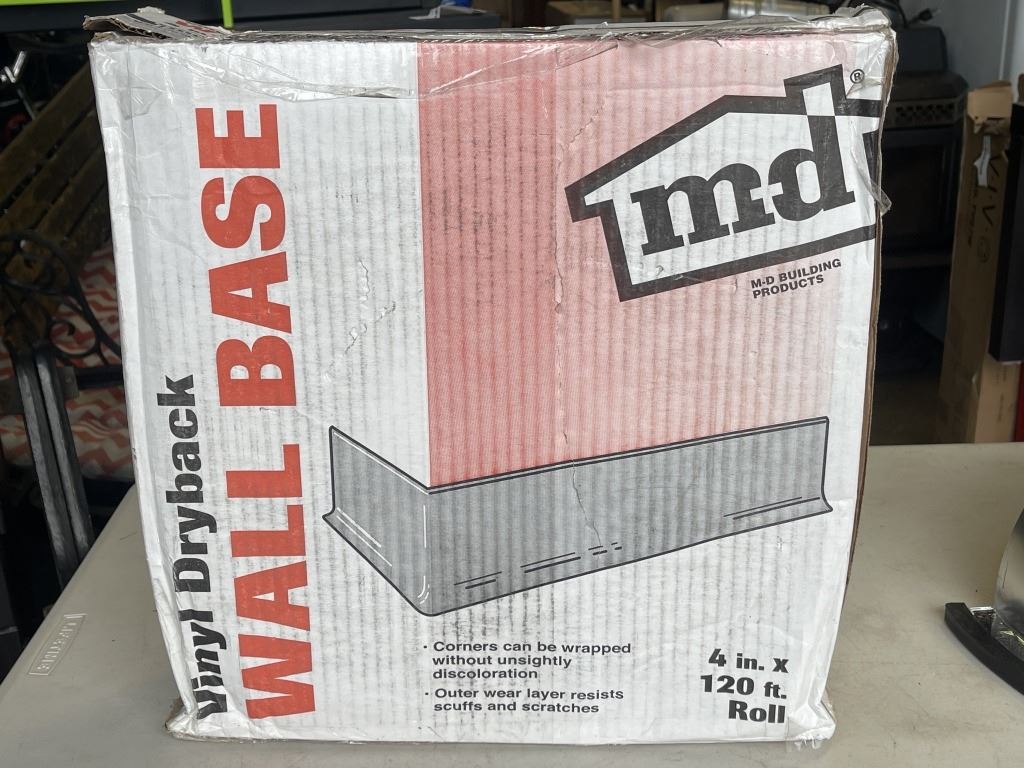 Vinyl Dryback
WALL BASE
m-d®
M-D BUILDING
PRODUCTS
· Corners can be wrapped
without unsightly
discoloration
· Outer wear layer resists
scuffs and scratches
4 in. x
120 ft.
Roll
LIFETIME